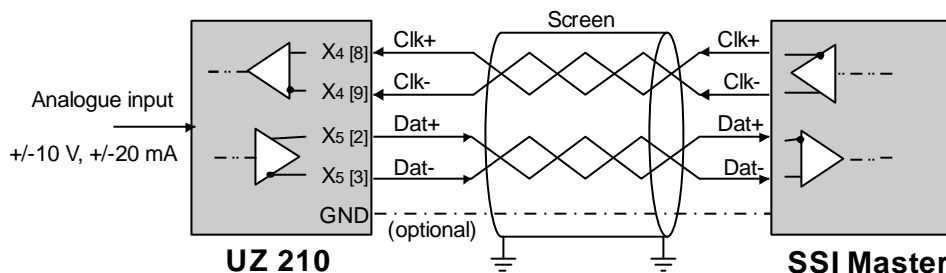 Screen
X4 [8] Clk+ Clk+
X4 [9] Clk- Clk-
Analogue input
+/-10 V, +/-20 mA
X5 [2] Dat+ Dat+
X5 [3] Dat- Dat-
GND (optional)
UZ 210 SSI Master